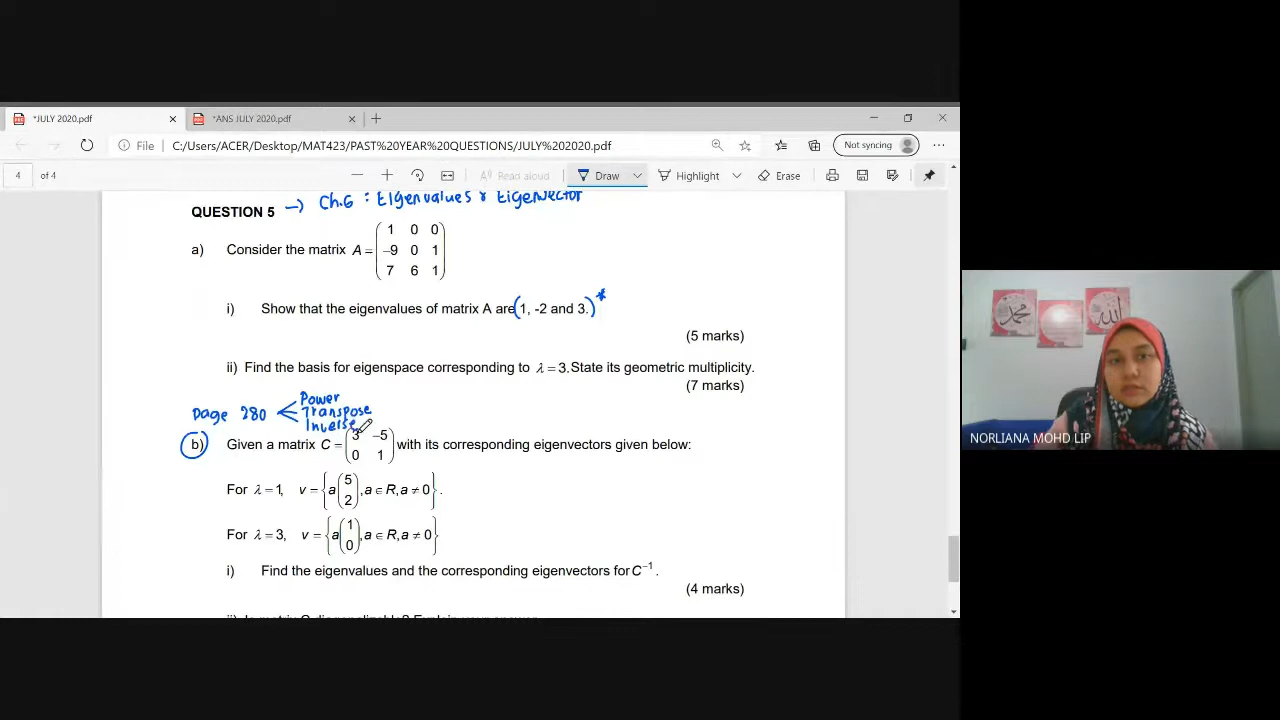 *JULY 2020.pdf
*ANS JULY 2020.pdf
File C:/Users/ACER/Desktop/MAT423/PAST%20YEAR%20QUESTIONS/JULY%202020.pdf
Not syncing
4 of 4
Read aloud Draw Highlight Erase
QUESTION 5 → Ch.6 : Eigenvalues & Eigenvector
a) Consider the matrix A = ( 1 0 0
−9 0 1
7 6 1 )
i) Show that the eigenvalues of matrix A are (1, -2 and 3.)*
(5 marks)
ii) Find the basis for eigenspace corresponding to λ = 3. State its geometric multiplicity.
(7 marks)
Page 280 < Power
Transpose
Inverse
b) Given a matrix C = ( 3 −5
0 1 ) with its corresponding eigenvectors given below:
For λ = 1, v = { a ( 5
2 ), a ∈ R, a ≠ 0 }.
For λ = 3, v = { a ( 1
0 ), a ∈ R, a ≠ 0 }
i) Find the eigenvalues and the corresponding eigenvectors for C⁻¹.
(4 marks)
NORLIANA MOHD LIP
محمد
الله